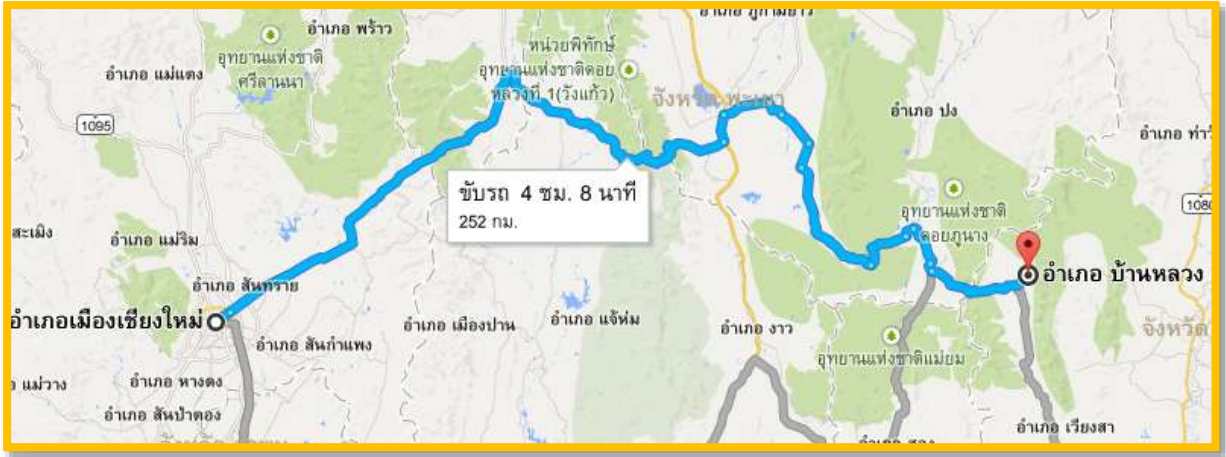 อำเภอ พร้าว
อุทยานแห่งชาติ
ศรีลานนา
อำเภอ แม่แตง
1095
หน่วยพิทักษ์
อุทยานแห่งชาติดอย
หลวงที่ 1(วังแก้ว)
จังหวัดพะเยา
อำเภอ ปง
ขับรถ 4 ชม. 8 นาที
252 กม.
อุทยานแห่งชาติ
ดอยภูนาง
สะเมิง
อำเภอ แม่ริม
อำเภอ สันทราย
อำเภอ บ้านหลวง
อำเภอเมืองเชียงใหม่
อำเภอ เมืองปาน
อำเภอ แจ้ห่ม
อำเภอ งาว
จังหวัด
อำเภอ สันกำแพง
อุทยานแห่งชาติแม่ยม
แม่วาง
อำเภอ หางดง
อำเภอ สันป่าตอง
อำเภอ เวียงสา